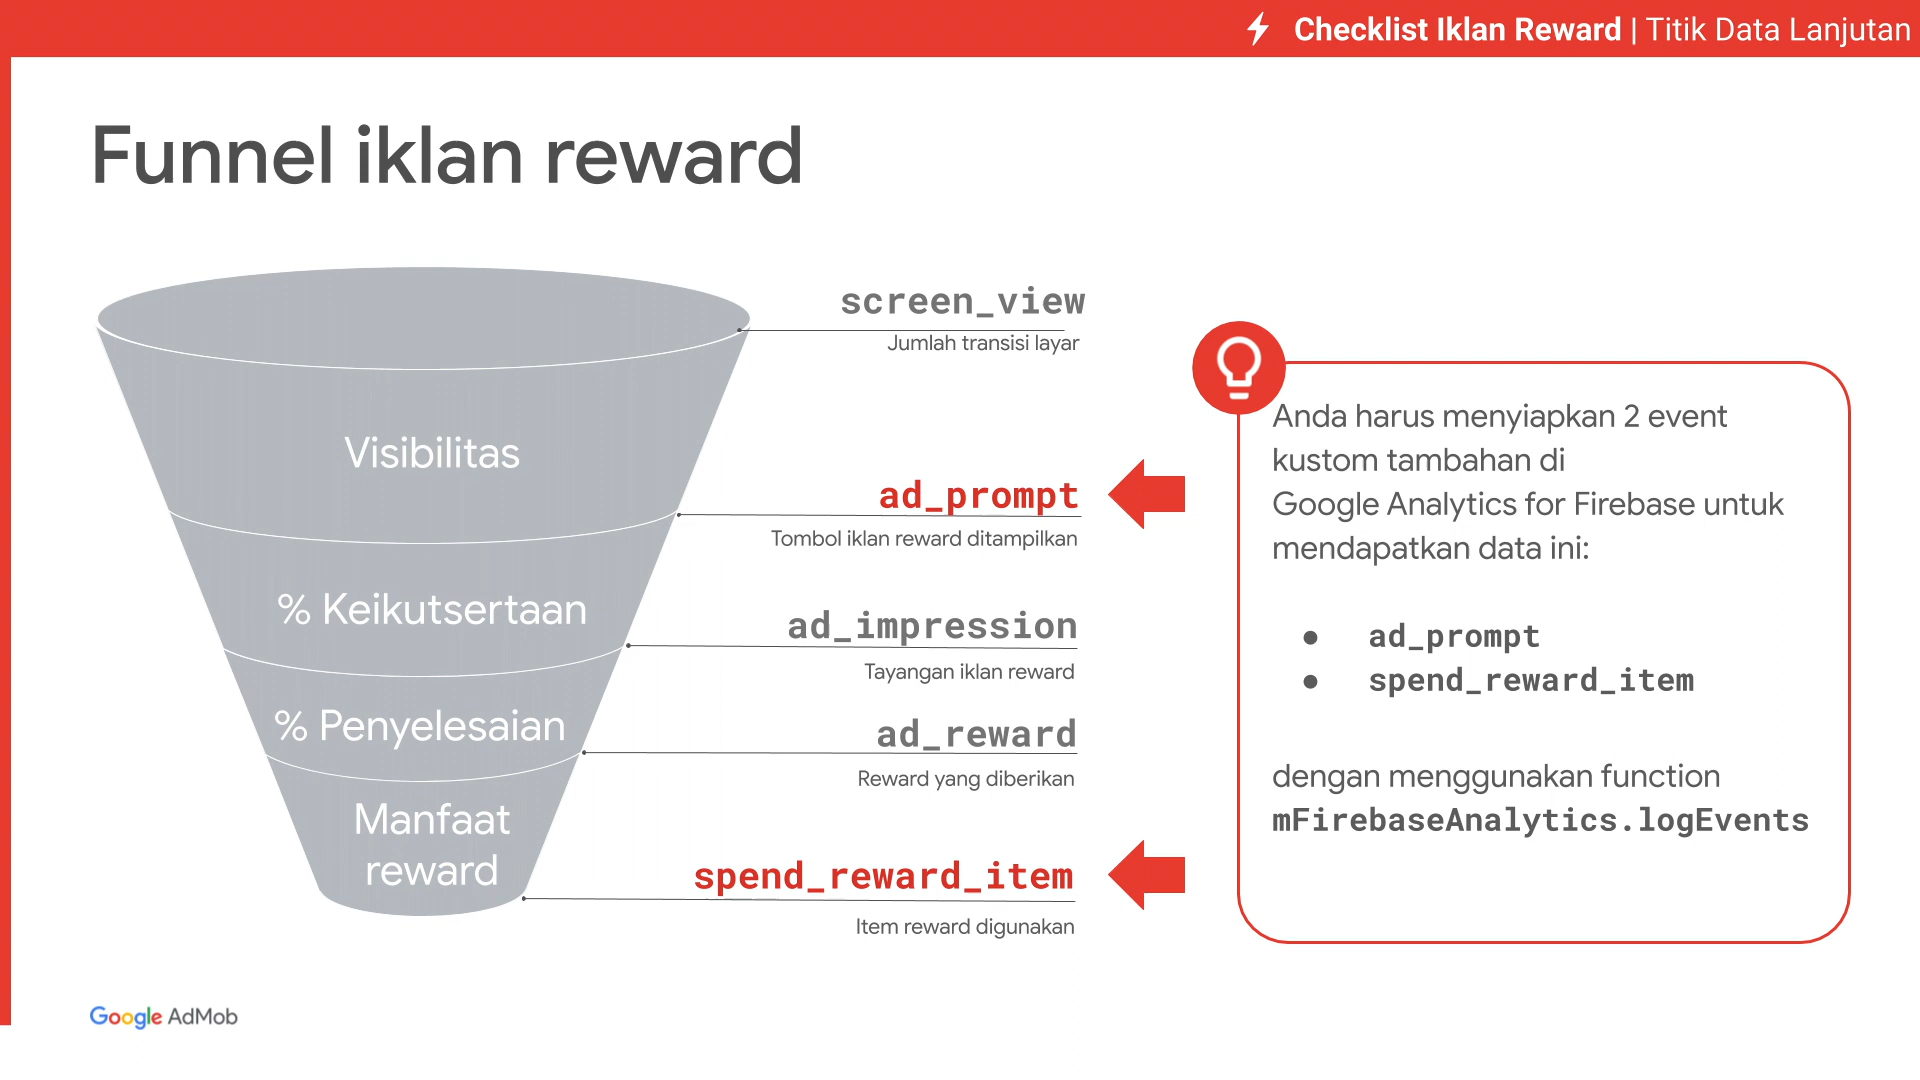 Checklist Iklan Reward | Titik Data Lanjutan
Funnel iklan reward
screen_view
Jumlah transisi layar
Visibilitas
ad_prompt
Tombol iklan reward ditampilkan
% Keikutsertaan
ad_impression
Tayangan iklan reward
% Penyelesaian
ad_reward
Reward yang diberikan
Manfaat
reward
spend_reward_item
Item reward digunakan
Anda harus menyiapkan 2 event
kustom tambahan di
Google Analytics for Firebase untuk
mendapatkan data ini:
● ad_prompt
● spend_reward_item
dengan menggunakan function
mFirebaseAnalytics.logEvents
Google AdMob